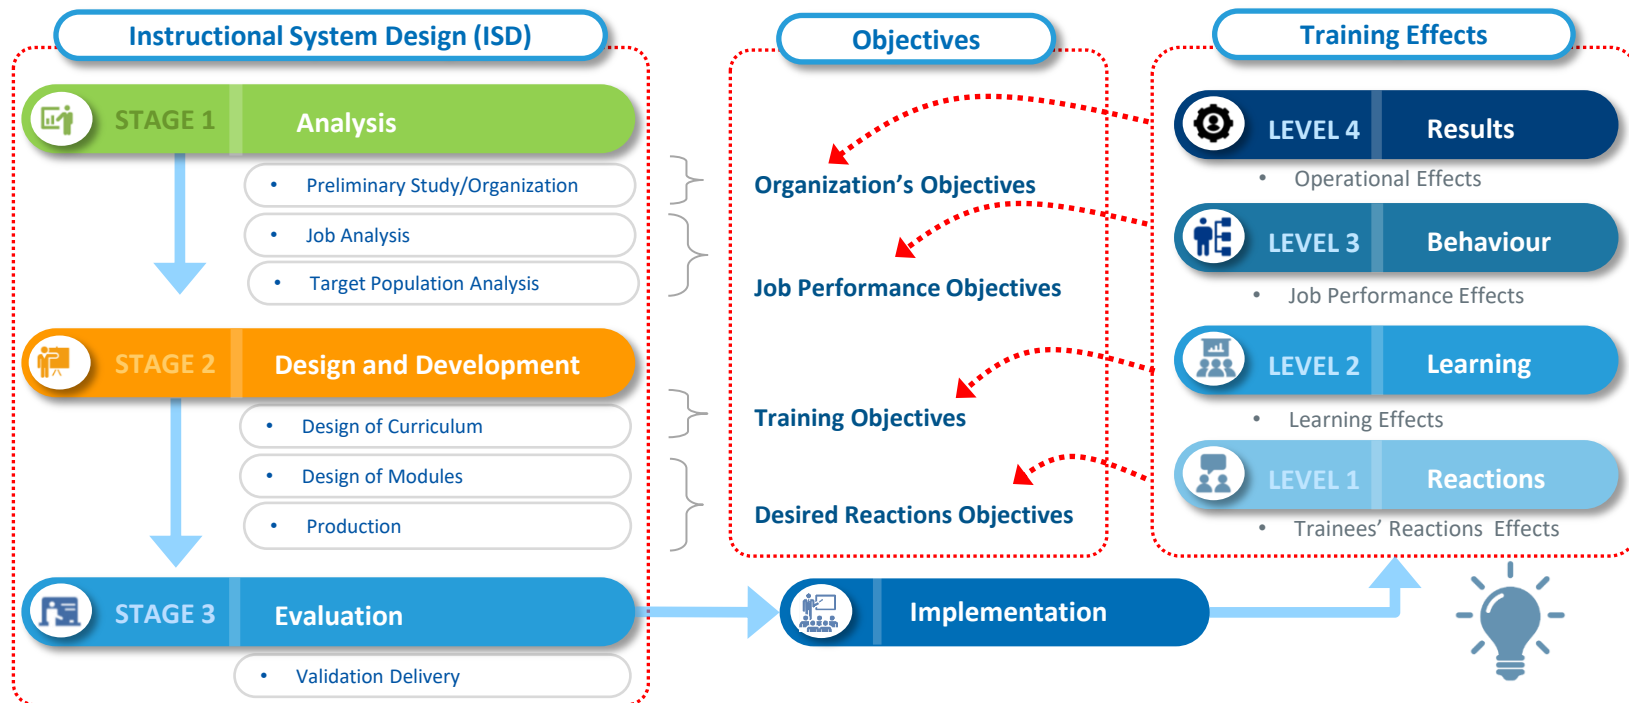 Instructional System Design (ISD)
STAGE 1
Analysis
• Preliminary Study/Organization
• Job Analysis
• Target Population Analysis
STAGE 2
Design and Development
• Design of Curriculum
• Design of Modules
• Production
STAGE 3
Evaluation
• Validation Delivery
Objectives
Organization's Objectives
Job Performance Objectives
Training Objectives
Desired Reactions Objectives
Implementation
Training Effects
LEVEL 4
Results
• Operational Effects
LEVEL 3
Behaviour
• Job Performance Effects
LEVEL 2
Learning
• Learning Effects
LEVEL 1
Reactions
• Trainees' Reactions Effects